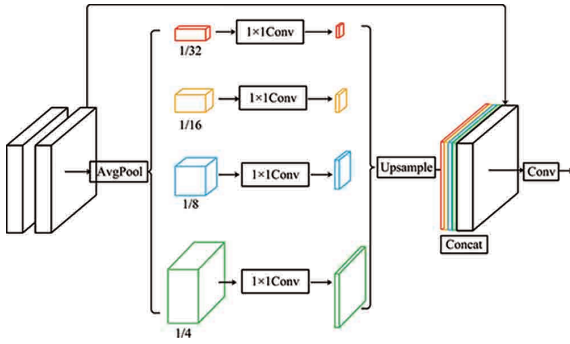 1×1Conv
1/32
1×1Conv
1/16
AvgPool
1×1Conv
Upsample
Conv
1/8
Concat
1×1Conv
1/4